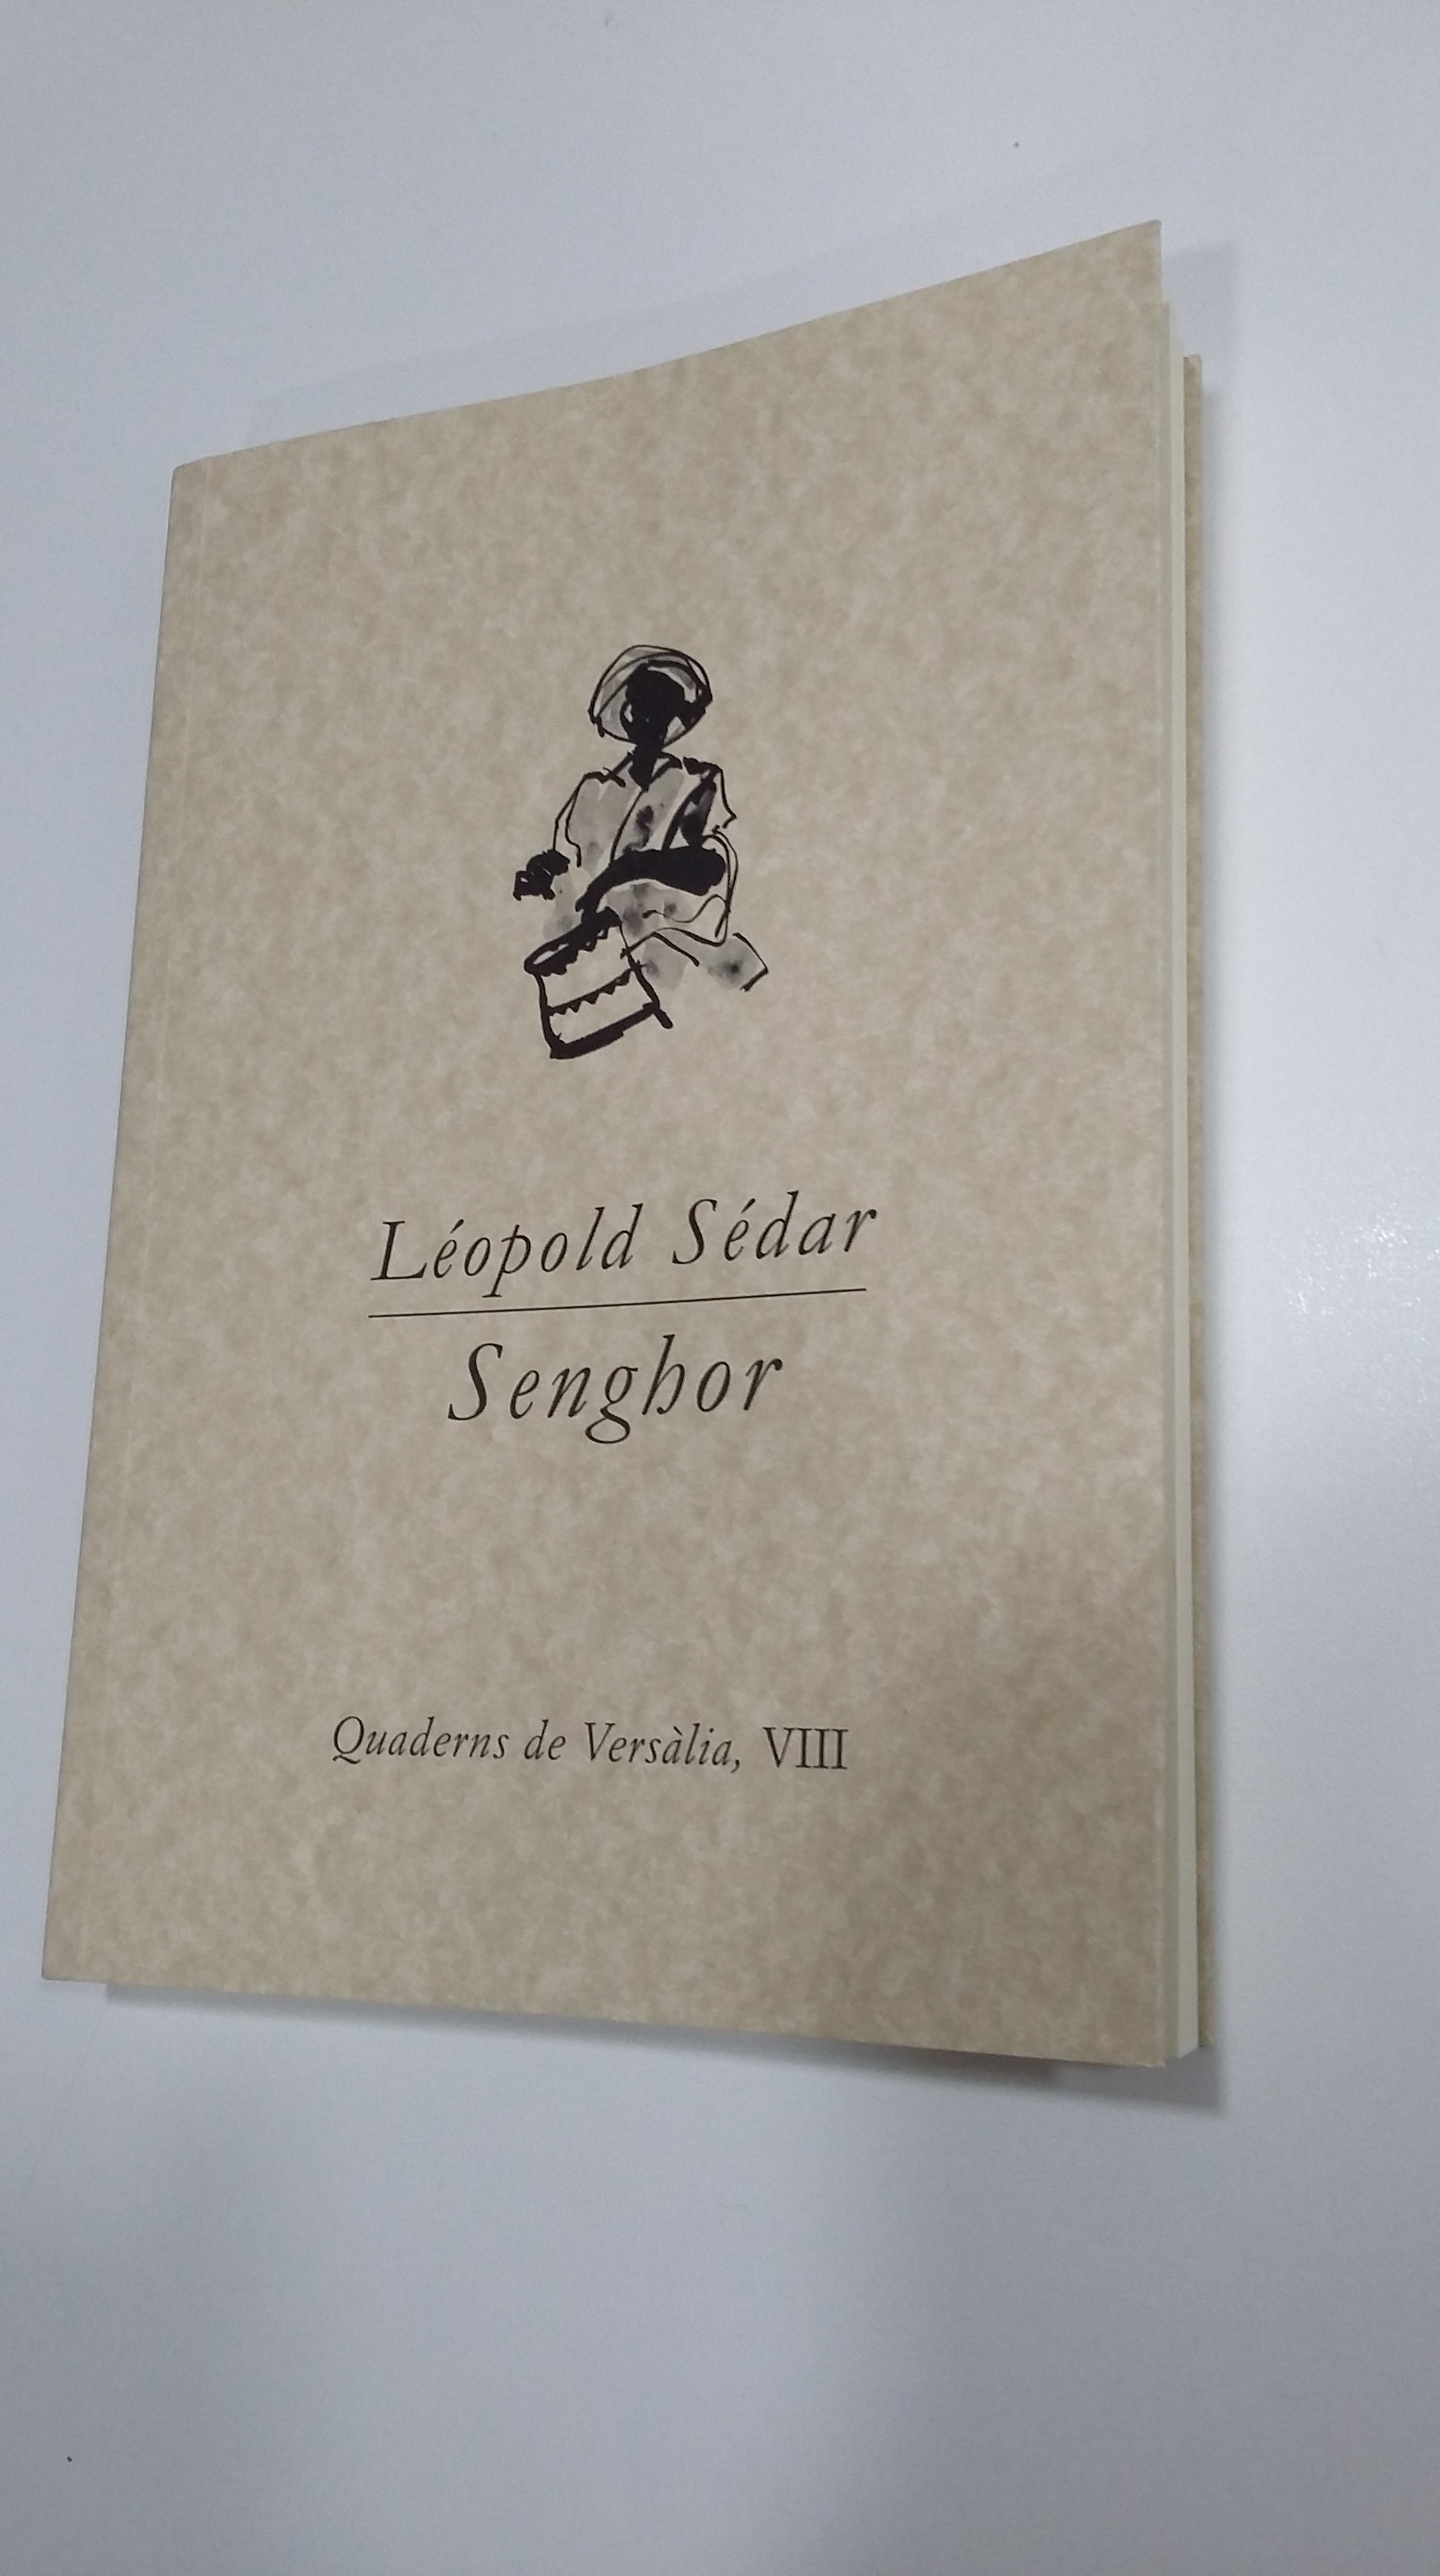 Léopold Sédar
Senghor
Quaderns de Versàlia, VIII